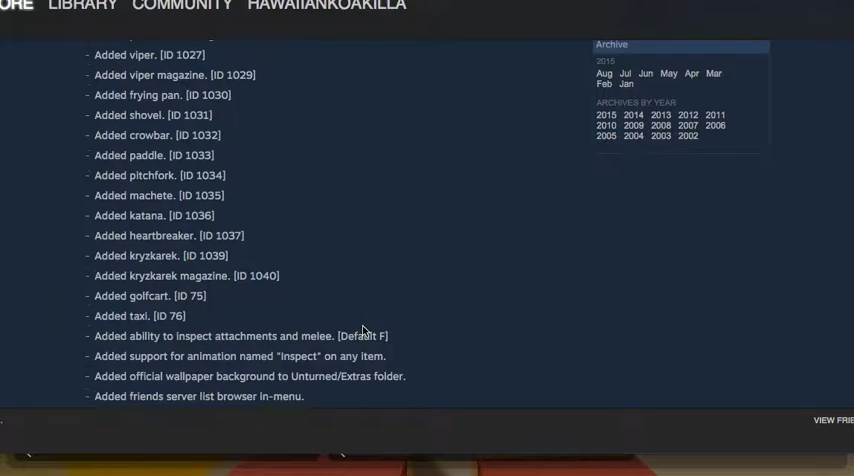 ORE LIBRARY COMMUNITY HAWAIIANKOAKILLA
- Added viper. [ID 1027]
- Added viper magazine. [ID 1029]
- Added frying pan. [ID 1030]
- Added shovel. [ID 1031]
- Added crowbar. [ID 1032]
- Added paddle. [ID 1033]
- Added pitchfork. [ID 1034]
- Added machete. [ID 1035]
- Added katana. [ID 1036]
- Added heartbreaker. [ID 1037]
- Added kryzkarek. [ID 1039]
- Added kryzkarek magazine. [ID 1040]
- Added golfcart. [ID 75]
- Added taxi. [ID 76]
- Added ability to inspect attachments and melee. [Default F]
- Added support for animation named "Inspect" on any item.
- Added official wallpaper background to Unturned/Extras folder.
- Added friends server list browser in-menu.
Archive
2015
Aug Jul Jun May Apr Mar
Feb Jan
ARCHIVES BY YEAR
2015 2014 2013 2012 2011
2010 2009 2008 2007 2006
2005 2004 2003 2002
VIEW FRIE